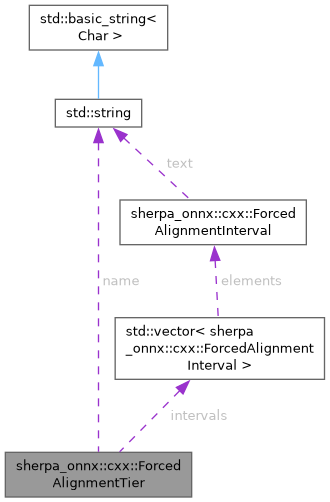 std::basic_string<
Char >
std::string
text
sherpa_onnx::cxx::Forced
AlignmentInterval
name
elements
std::vector< sherpa
_onnx::cxx::ForcedAlignment
Interval >
intervals
sherpa_onnx::cxx::Forced
AlignmentTier